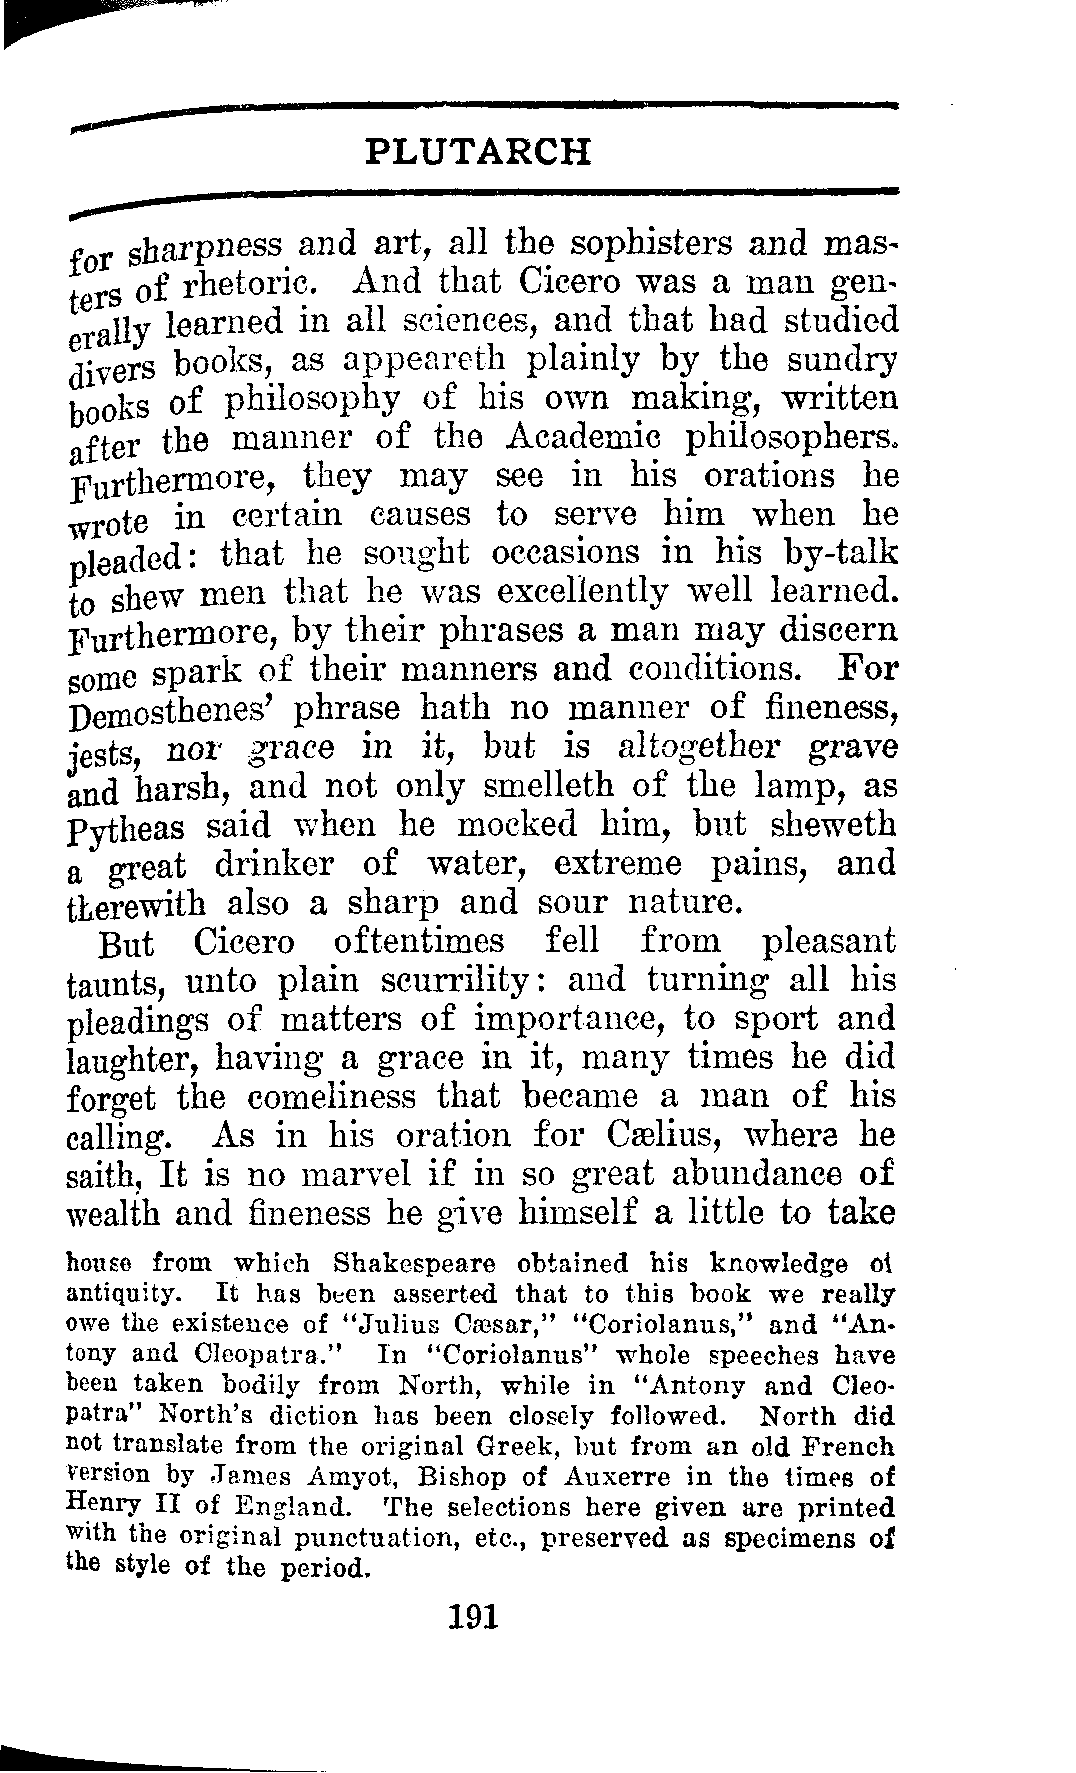 PLUTARCH
for sharpness and art, all the sophisters and mas-
ters of rhetoric. And that Cicero was a man gen-
erally learned in all sciences, and that had studied
divers books, as appeareth plainly by the sundry
books of philosophy of his own making, written
after the manner of the Academic philosophers.
Furthermore, they may see in his orations he
wrote in certain causes to serve him when he
pleaded: that he sought occasions in his by-talk
to shew men that he was excellently well learned.
Furthermore, by their phrases a man may discern
some spark of their manners and conditions. For
Demosthenes' phrase hath no manner of fineness,
jests, nor grace in it, but is altogether grave
and harsh, and not only smelleth of the lamp, as
Pytheas said when he mocked him, but sheweth
a great drinker of water, extreme pains, and
therewith also a sharp and sour nature.
But Cicero oftentimes fell from pleasant
taunts, unto plain scurrility: and turning all his
pleadings of matters of importance, to sport and
laughter, having a grace in it, many times he did
forget the comeliness that became a man of his
calling. As in his oration for Cælius, where he
saith, It is no marvel if in so great abundance of
wealth and fineness he give himself a little to take
house from which Shakespeare obtained his knowledge of
antiquity. It has been asserted that to this book we really
owe the existence of "Julius Cæsar," "Coriolanus," and "An-
tony and Cleopatra." In "Coriolanus" whole speeches have
been taken bodily from North, while in "Antony and Cleo-
patra" North's diction has been closely followed. North did
not translate from the original Greek, but from an old French
version by James Amyot, Bishop of Auxerre in the times of
Henry II of England. The selections here given are printed
with the original punctuation, etc., preserved as specimens of
the style of the period.
191